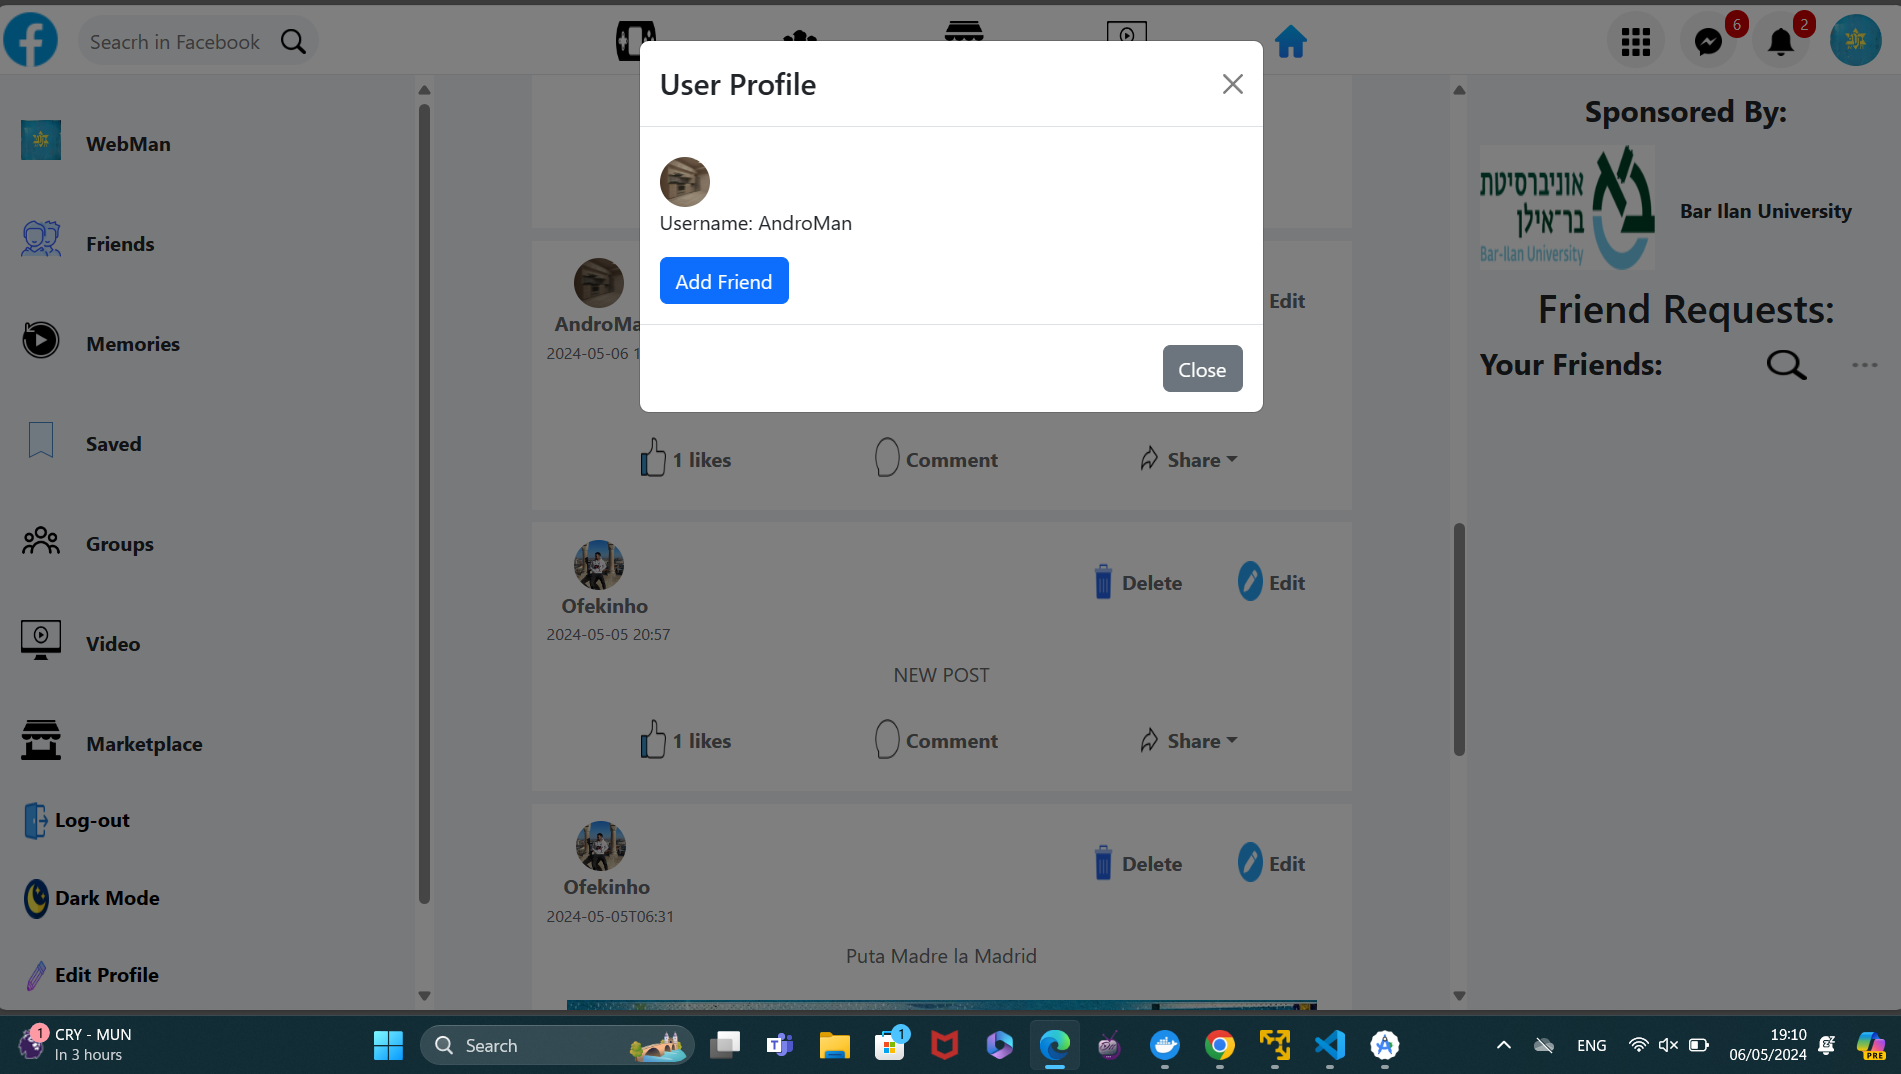 Seacrh in Facebook
6
2
User Profile
Username: AndroMan
Add Friend
Close
WebMan
Friends
Memories
Saved
Groups
Video
Marketplace
Log-out
Dark Mode
Edit Profile
Edit
2024-05-06
1 likes
Comment
Share
Ofekinho
2024-05-05 20:57
Delete
Edit
NEW POST
1 likes
Comment
Share
Ofekinho
2024-05-05T06:31
Delete
Edit
Puta Madre la Madrid
Sponsored By:
אוניברסיטת
בר־אילן
Bar-Ilan University
Bar Ilan University
Friend Requests:
Your Friends:
1
CRY - MUN
In 3 hours
Search
1
ENG
19:10
06/05/2024
PRE